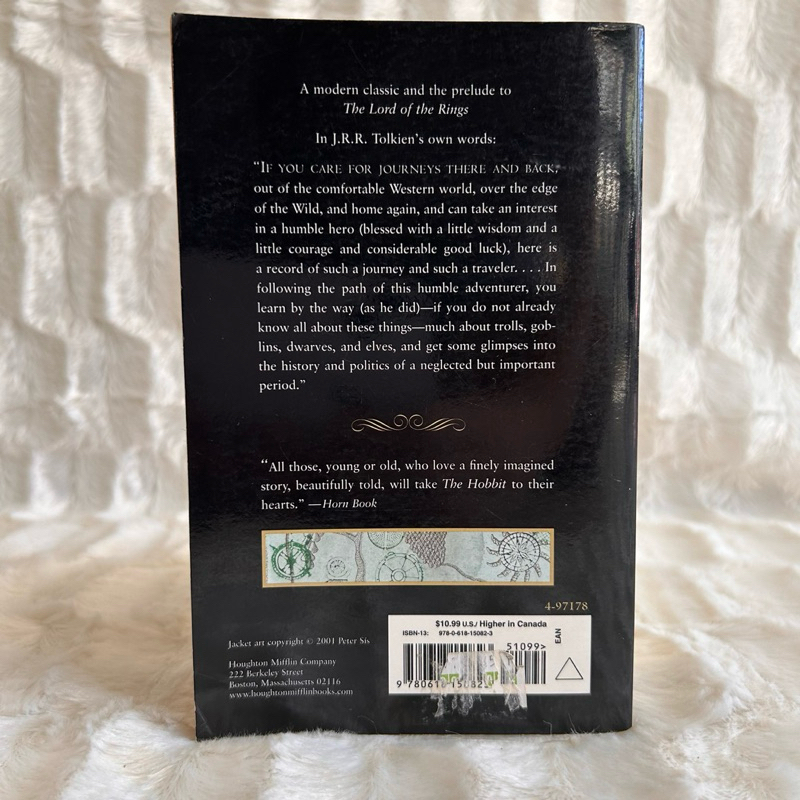 A modern classic and the prelude to
The Lord of the Rings
In J.R.R. Tolkien's own words:
"IF YOU CARE FOR JOURNEYS THERE AND BACK,
out of the comfortable Western world, over the edge
of the Wild, and home again, and can take an interest
in a humble hero (blessed with a little wisdom and a
little courage and considerable good luck), here is
a record of such a journey and such a traveler. . . . In
following the path of this humble adventurer, you
learn by the way (as he did)—if you do not already
know all about these things—much about trolls, gob-
lins, dwarves, and elves, and get some glimpses into
the history and politics of a neglected but important
period."
"All those, young or old, who love a finely imagined
story, beautifully told, will take The Hobbit to their
hearts." —Horn Book
4-97178
$10.99 U.S./ Higher in Canada
ISBN-13: 978-0-618-15082-3
51099>
EAN
Jacket art copyright © 2001 Peter Sis
Houghton Mifflin Company
222 Berkeley Street
Boston, Massachusetts 02116
www.houghtonmifflinbooks.com